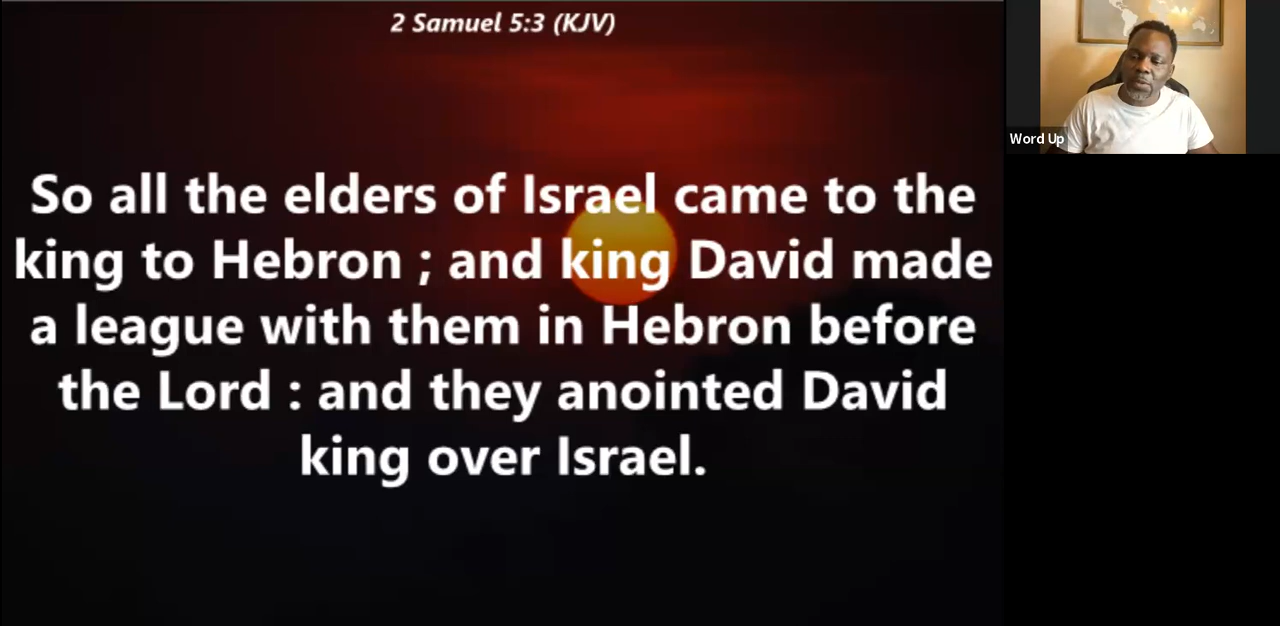 2 Samuel 5:3 (KJV)
So all the elders of Israel came to the
king to Hebron ; and king David made
a league with them in Hebron before
the Lord : and they anointed David
king over Israel.
Word Up